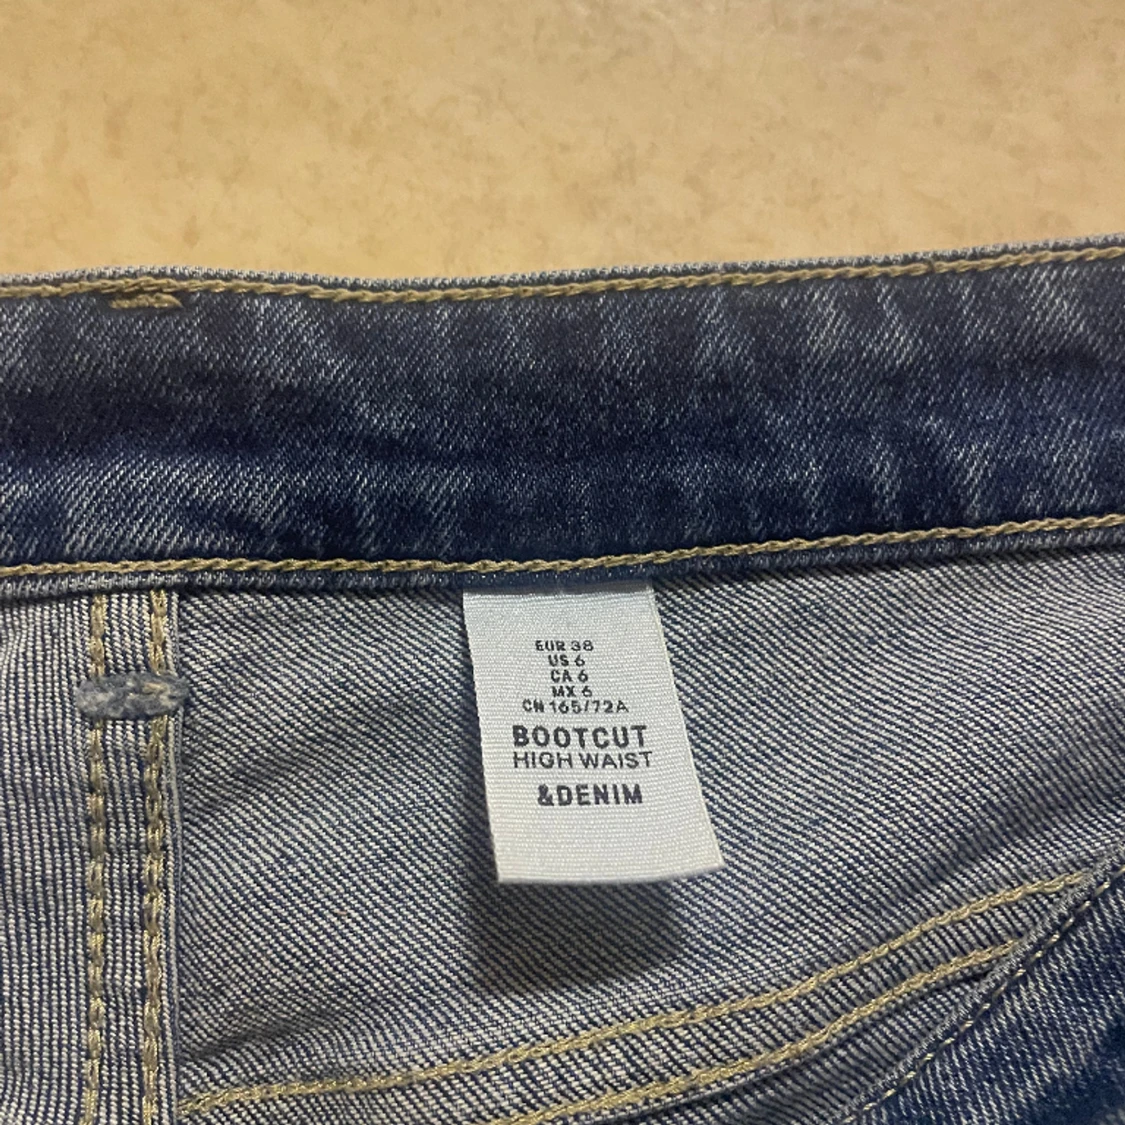 EUR 38
US 6
CA 6
MX 6
CN 165/72A
BOOTCUT
HIGH WAIST
&DENIM